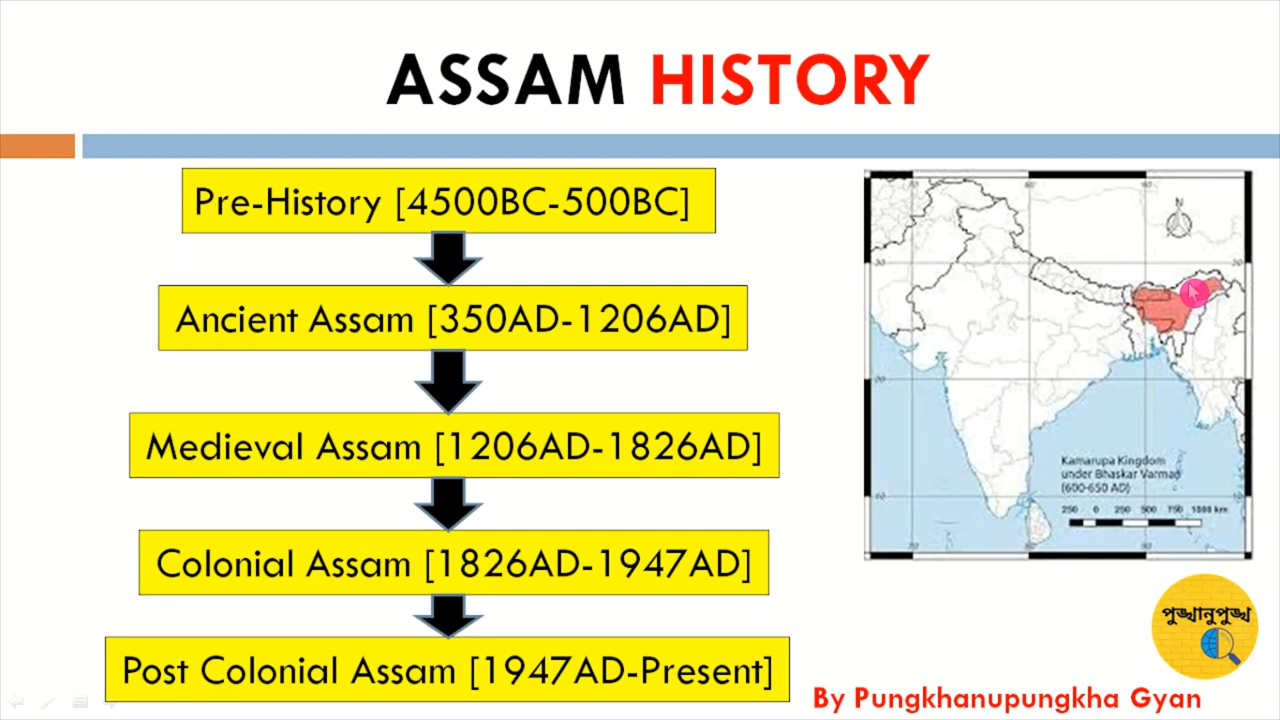 ASSAM HISTORY
Pre-History [4500BC-500BC]
Ancient Assam [350AD-1206AD]
Medieval Assam [1206AD-1826AD]
Colonial Assam [1826AD-1947AD]
Post Colonial Assam [1947AD-Present]
N
Kamarupa Kingdom
under Bhaskar Varman
(600-650 AD)
250 0 250 500 750 1000 km
পুঙ্খানুপুঙ্খ
By Pungkhanupungkha Gyan